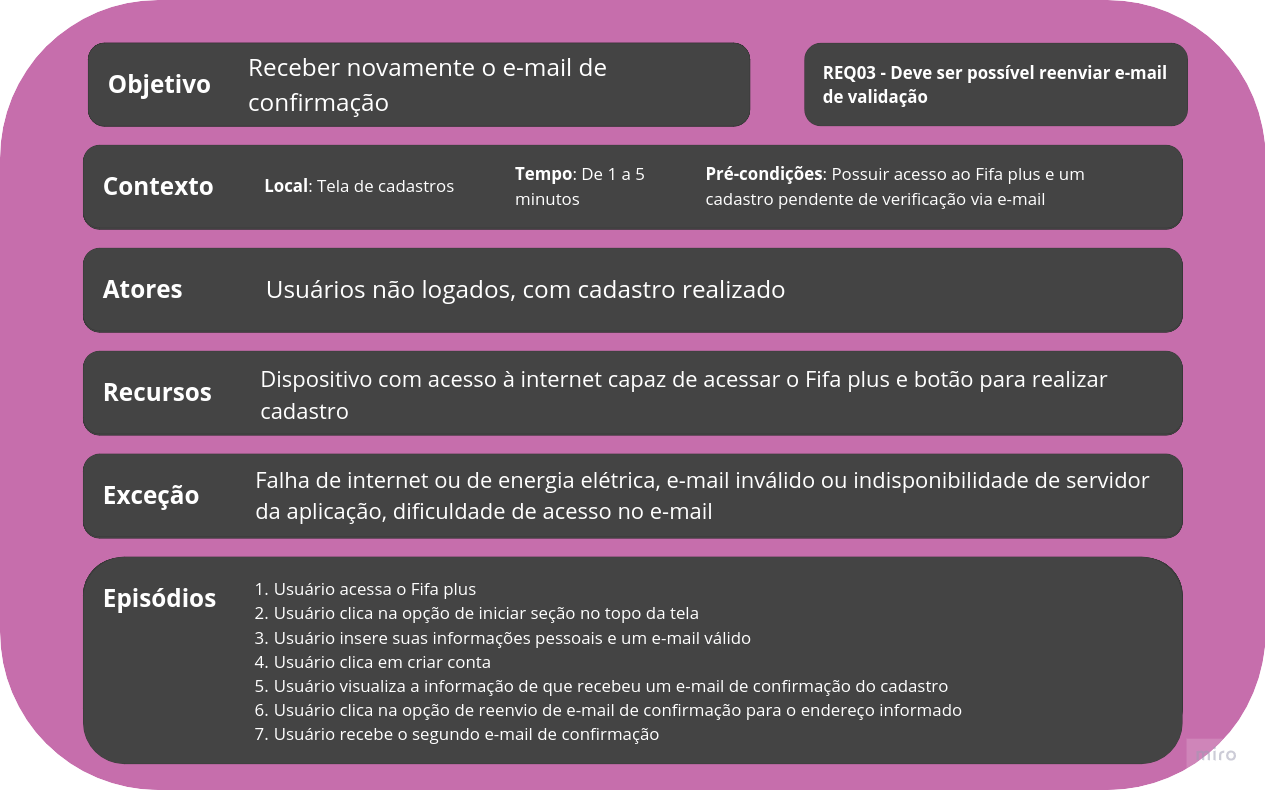 Objetivo
Receber novamente o e-mail de
confirmação
REQ03 - Deve ser possível reenviar e-mail
de validação
Contexto
Local: Tela de cadastros
Tempo: De 1 a 5
minutos
Pré-condições: Possuir acesso ao Fifa plus e um
cadastro pendente de verificação via e-mail
Atores
Usuários não logados, com cadastro realizado
Recursos
Dispositivo com acesso à internet capaz de acessar o Fifa plus e botão para realizar
cadastro
Exceção
Falha de internet ou de energia elétrica, e-mail inválido ou indisponibilidade de servidor
da aplicação, dificuldade de acesso no e-mail
Episódios
1. Usuário acessa o Fifa plus
2. Usuário clica na opção de iniciar seção no topo da tela
3. Usuário insere suas informações pessoais e um e-mail válido
4. Usuário clica em criar conta
5. Usuário visualiza a informação de que recebeu um e-mail de confirmação do cadastro
6. Usuário clica na opção de reenvio de e-mail de confirmação para o endereço informado
7. Usuário recebe o segundo e-mail de confirmação
miro